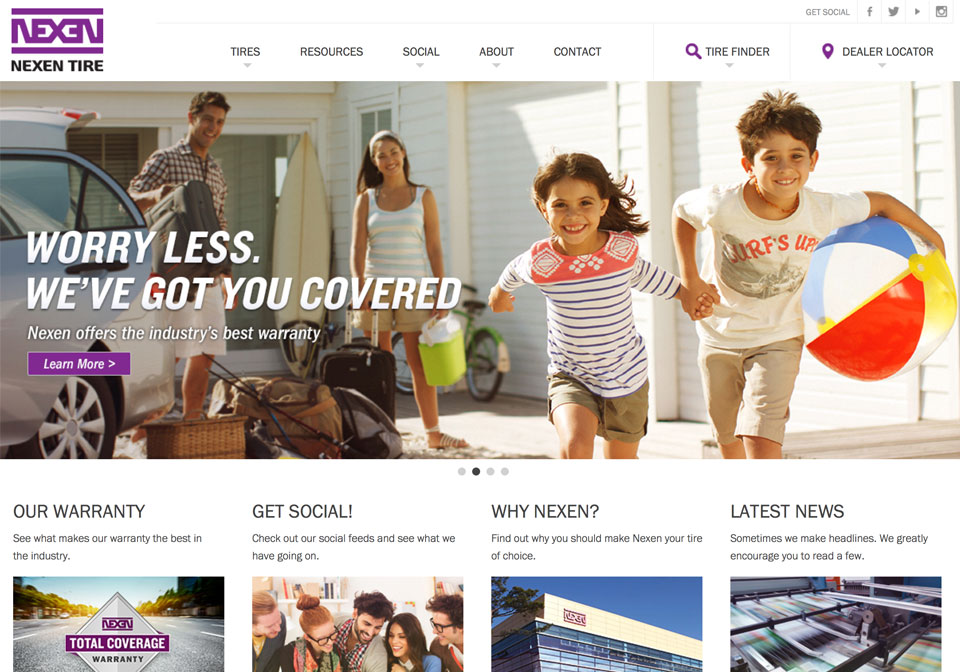 GET SOCIAL
NEXEN
NEXEN TIRE
TIRES RESOURCES SOCIAL ABOUT CONTACT TIRE FINDER DEALER LOCATOR
SURF'S UP!
WORRY LESS.
WE'VE GOT YOU COVERED
Nexen offers the industry's best warranty
Learn More >
OUR WARRANTY
See what makes our warranty the best in
the industry.
NEXEN
TOTAL COVERAGE
WARRANTY
GET SOCIAL!
Check out our social feeds and see what we
have going on.
WHY NEXEN?
Find out why you should make Nexen your tire
of choice.
NEXEN
LATEST NEWS
Sometimes we make headlines. We greatly
encourage you to read a few.